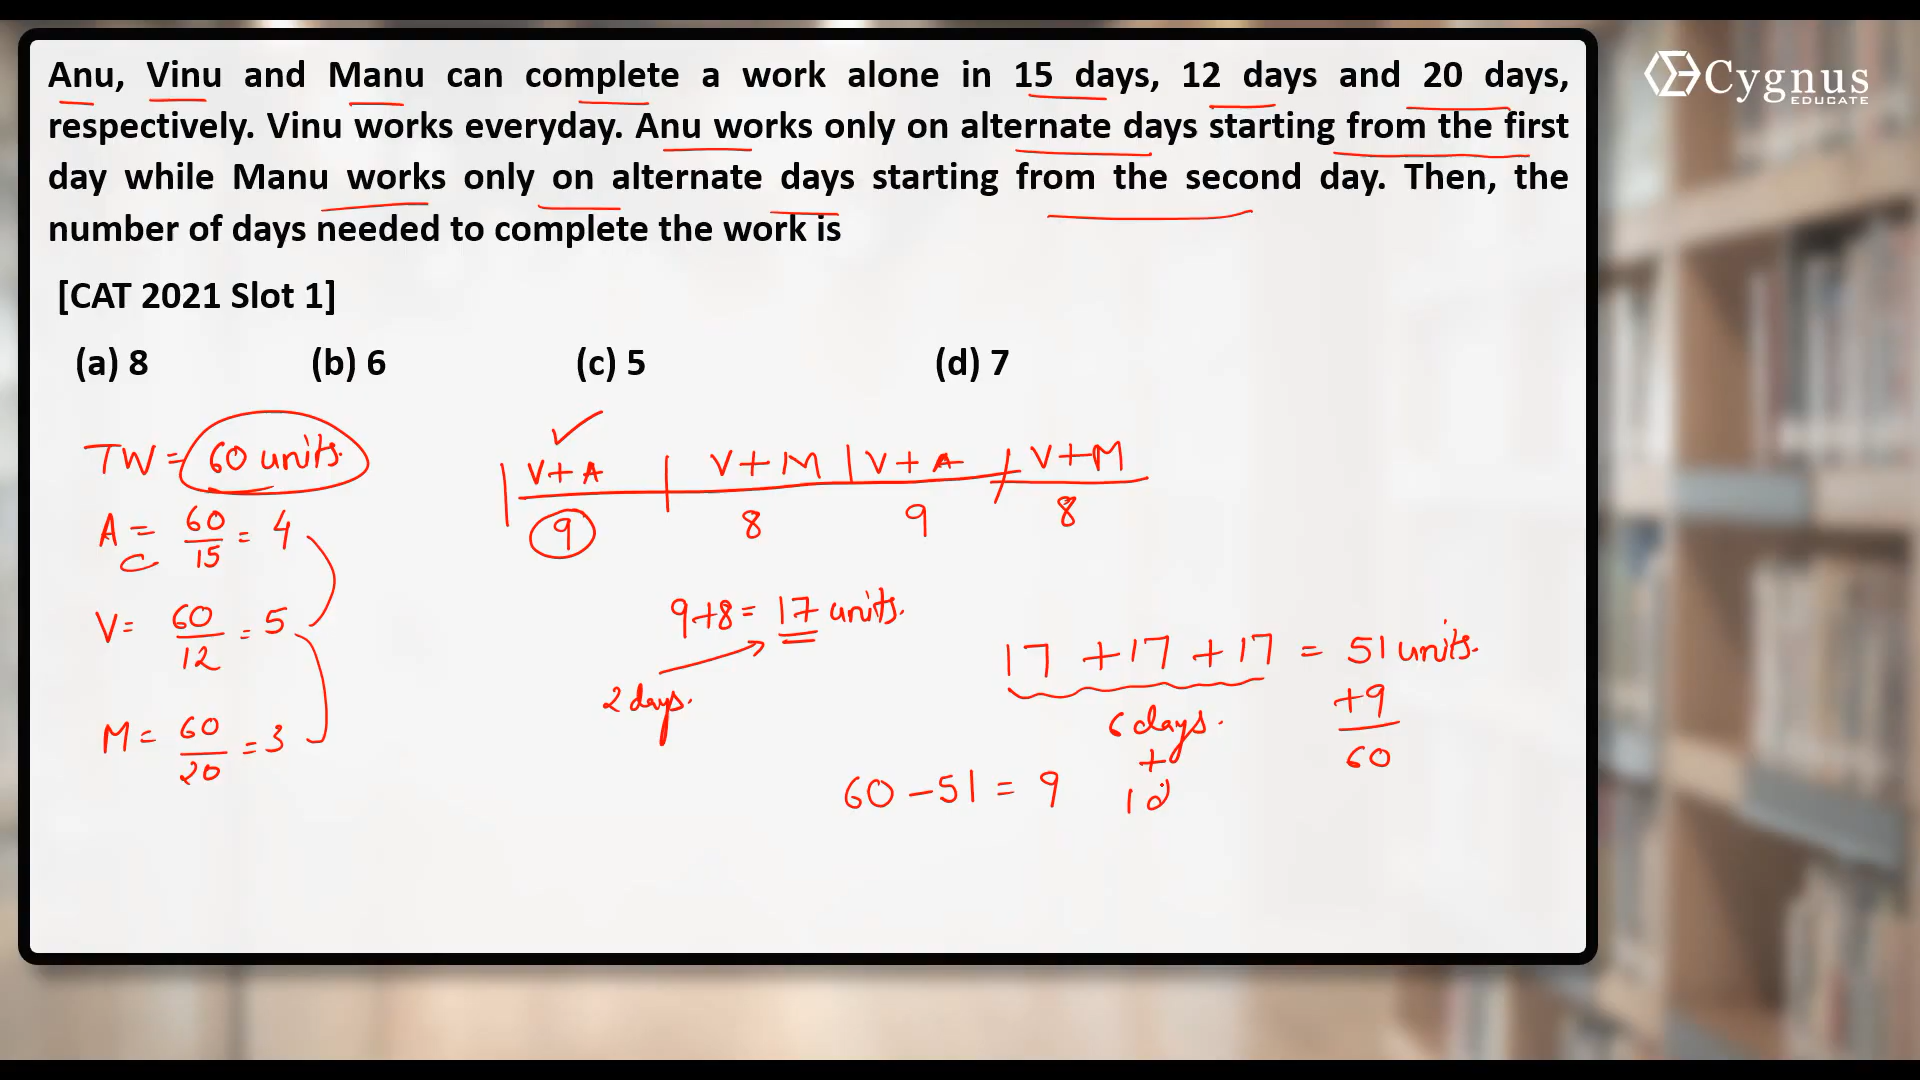 Anu, Vinu and Manu can complete a work alone in 15 days, 12 days and 20 days,
respectively. Vinu works everyday. Anu works only on alternate days starting from the first
day while Manu works only on alternate days starting from the second day. Then, the
number of days needed to complete the work is
[CAT 2021 Slot 1]
(a) 8 (b) 6 (c) 5 (d) 7
Cygnus
EDUCATE
TW = 60 units.
A = 60/15 = 4
V = 60/12 = 5
M = 60/20 = 3
V + A | V + M | V + A | V + M
9 8 9 8
9+8 = 17 units.
2 days.
17 + 17 + 17 = 51 units.
6 days.
+
1 d
+9
60
60 - 51 = 9